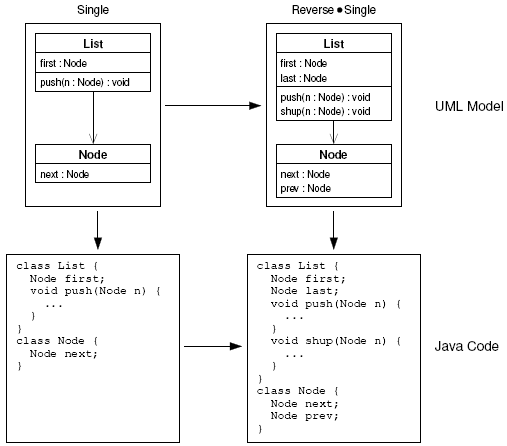 Single
List
first : Node
push(n : Node) : void
Node
next : Node
Reverse ● Single
List
first : Node
last : Node
push(n : Node) : void
shup(n : Node) : void
Node
next : Node
prev : Node
UML Model
class List {
  Node first;
  void push(Node n) {
    ...
  }
}
class Node {
  Node next;
}
class List {
  Node first;
  Node last;
  void push(Node n) {
    ...
  }
  void shup(Node n) {
    ...
  }
}
class Node {
  Node next;
  Node prev;
}
Java Code